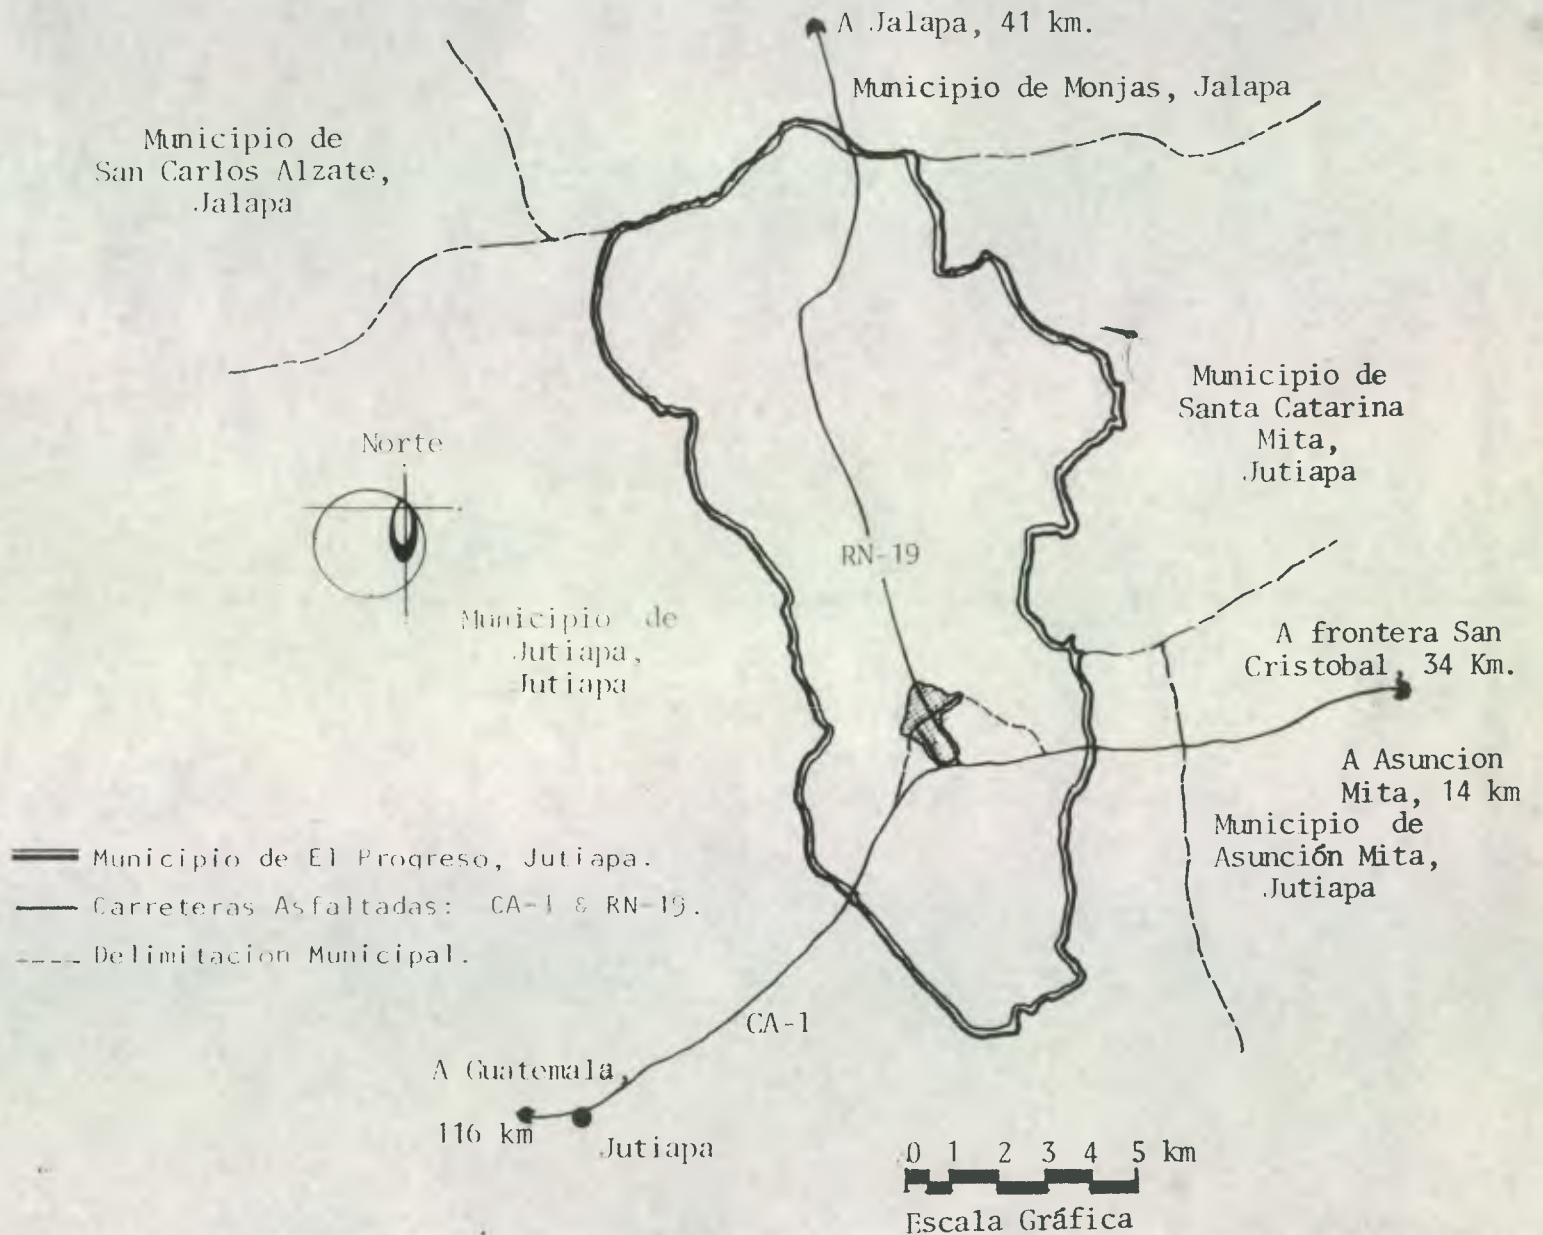 A Jalapa, 41 km.
Municipio de Monjas, Jalapa
Municipio de
San Carlos Alzate,
Jalapa
Municipio de
Santa Catarina
Mita,
Jutiapa
Norte
RN-19
Municipio de
Jutiapa,
Jutiapa
A frontera San
Cristobal, 34 Km.
A Asuncion
Mita, 14 km
Municipio de
Asunción Mita,
Jutiapa
Municipio de El Progreso, Jutiapa.
Carreteras Asfaltadas: CA-1 & RN-19.
Delimitacion Municipal.
CA-1
A Guatemala,
116 km
Jutiapa
0 1 2 3 4 5 km
Escala Gráfica